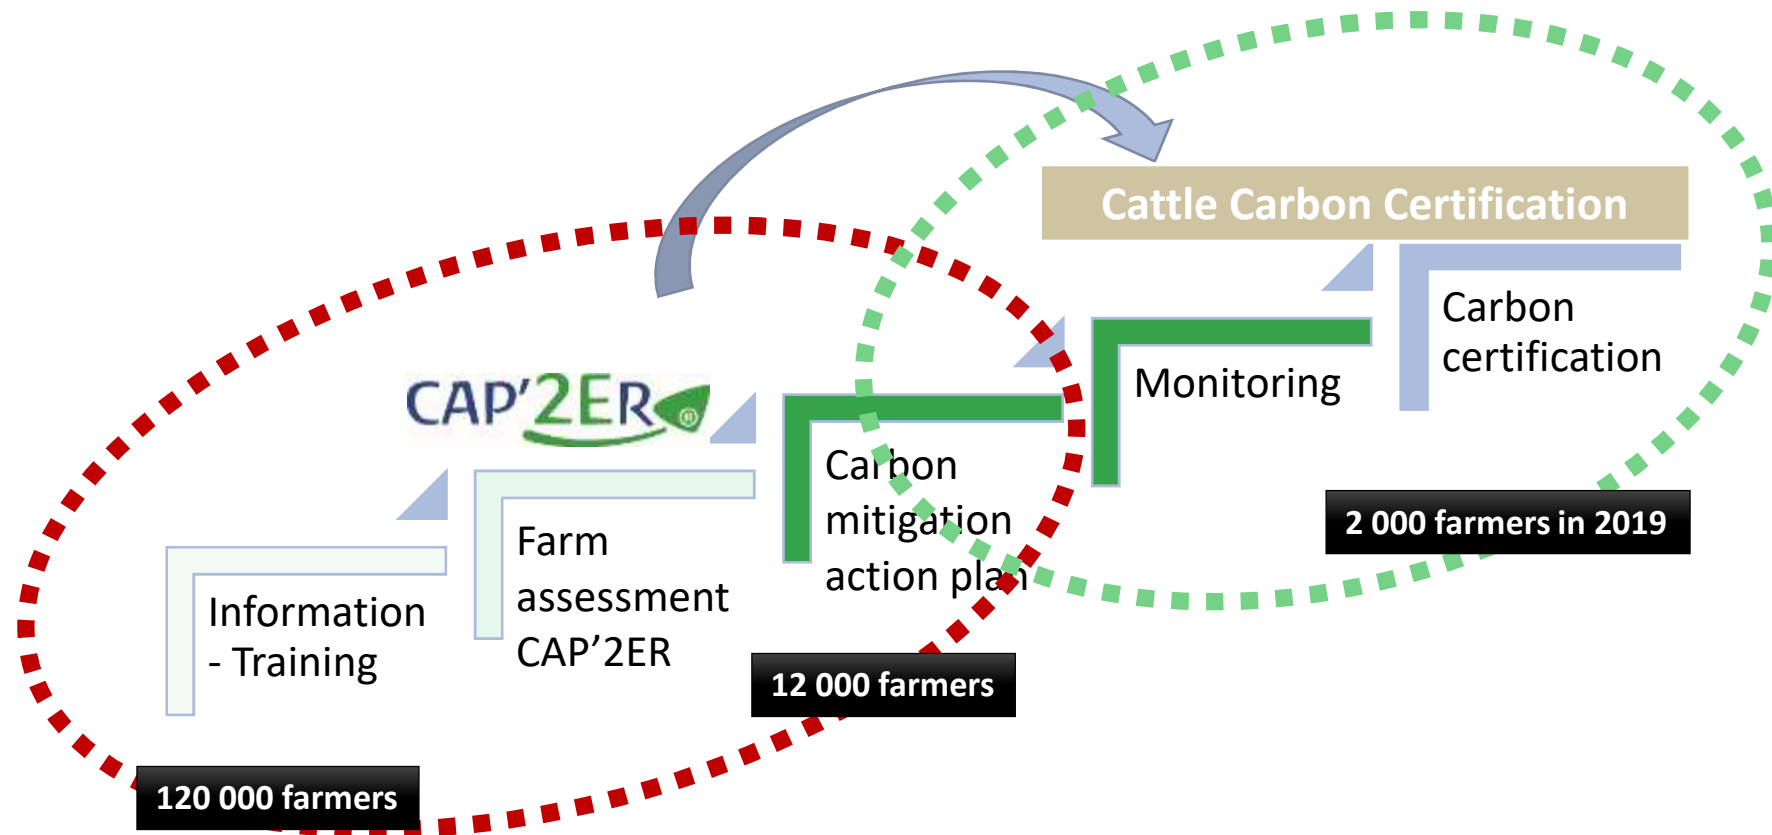 Cattle Carbon Certification
Carbon
certification
Monitoring
2 000 farmers in 2019
CAP'2ER®
Carbon
mitigation
action plan
12 000 farmers
Farm
assessment
CAP’2ER
Information
- Training
120 000 farmers